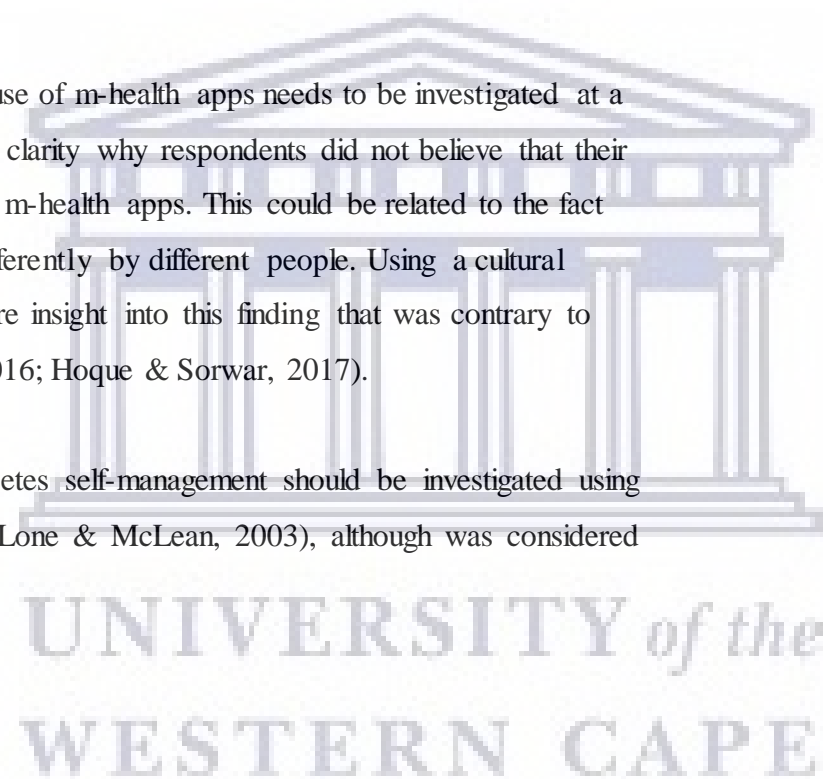 use of m-health apps needs to be investigated at a
clarity why respondents did not believe that their
m-health apps. This could be related to the fact
ferently by different people. Using a cultural
re insight into this finding that was contrary to
016; Hoque & Sorwar, 2017).
etes self-management should be investigated using
Lone & McLean, 2003), although was considered
UNIVERSITY of the
WESTERN CAPE